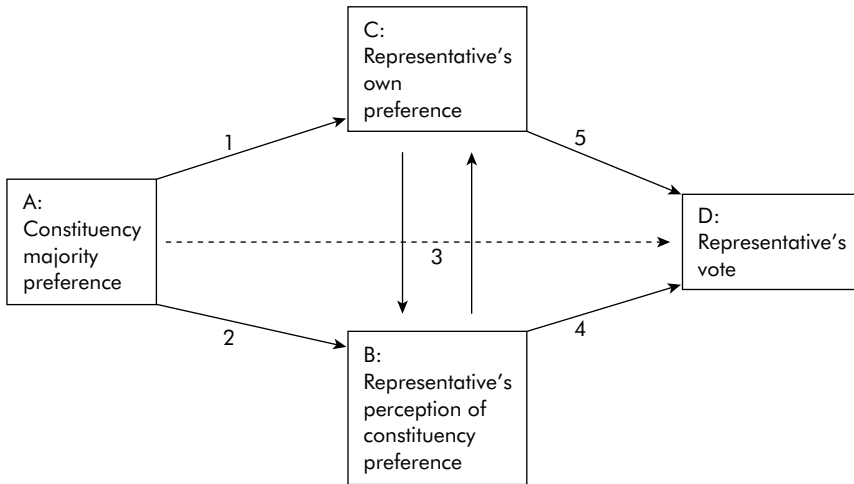 C:
Representative's
own
preference
1
5
A:
Constituency
majority
preference
D:
Representative's
vote
3
2
4
B:
Representative's
perception of
constituency
preference